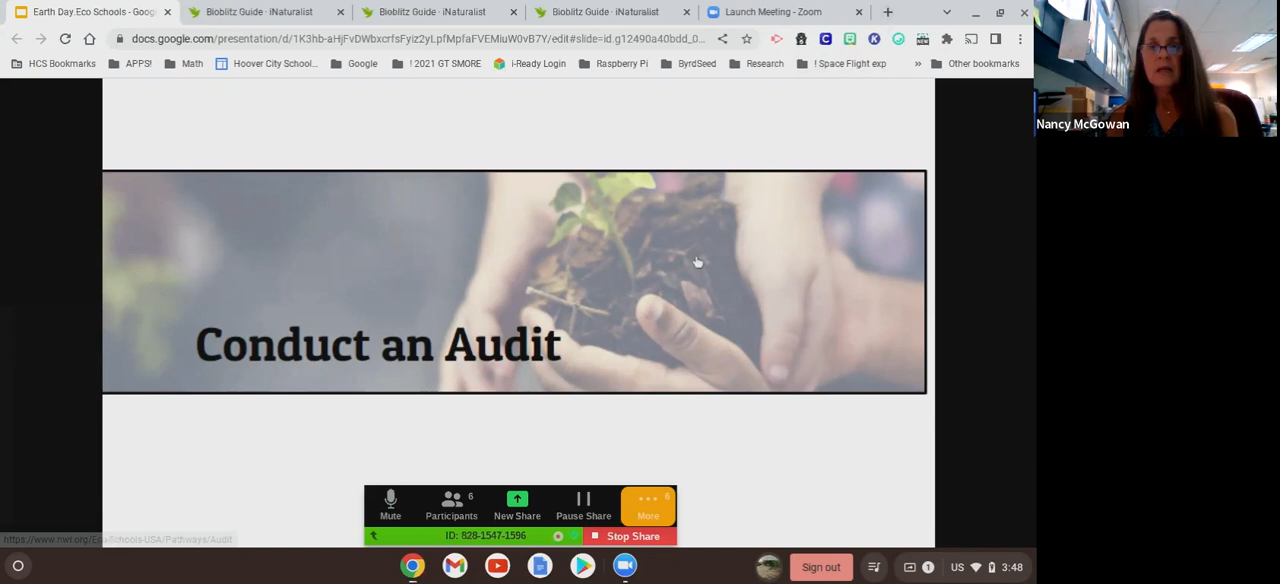 Earth Day.Eco Schools - Goog
Bioblitz Guide · iNaturalist
Bioblitz Guide · iNaturalist
Bioblitz Guide · iNaturalist
Launch Meeting - Zoom
docs.google.com/presentation/d/1K3hb-aHjFvDWbxcrfsFyiz2yLpfMpfaFVEMiuW0vB7Y/edit#slide=id.g12490a40bdd_0...
HCS Bookmarks
APPS!
Math
Hoover City School...
Google
! 2021 GT SMORE
i-Ready Login
Raspberry Pi
ByrdSeed
Research
! Space Flight exp
»
Other bookmarks
Nancy McGowan
Conduct an Audit
6
6
Mute
Participants
New Share
Pause Share
More
ID: 828-1547-1596
Stop Share
https://www.nwf.org/Eco-Schools-USA/Pathways/Audit
Sign out
1
US
3:48